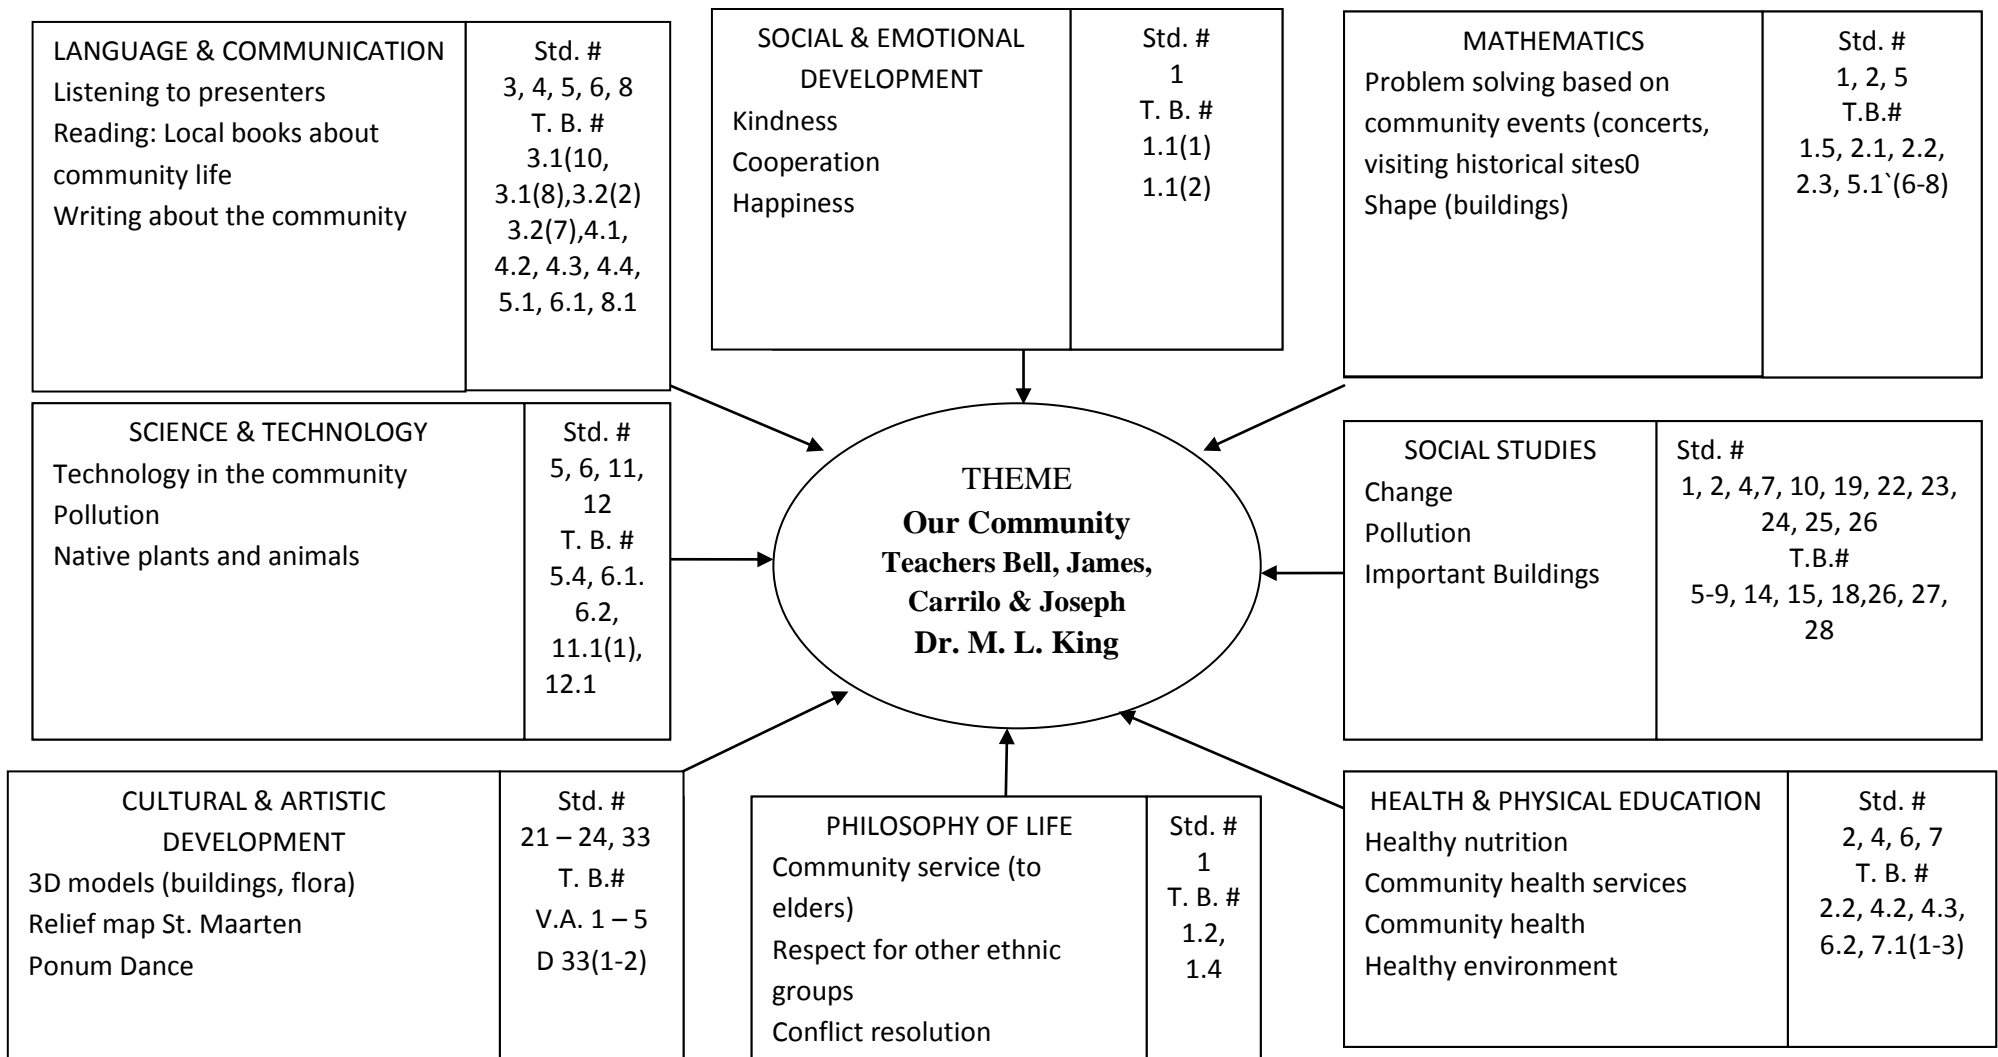 LANGUAGE & COMMUNICATION
Listening to presenters
Reading: Local books about
community life
Writing about the community
Std. #
3, 4, 5, 6, 8
T. B. #
3.1(10,
3.1(8),3.2(2)
3.2(7),4.1,
4.2, 4.3, 4.4,
5.1, 6.1, 8.1
SOCIAL & EMOTIONAL
DEVELOPMENT
Kindness
Cooperation
Happiness
Std. #
1
T. B. #
1.1(1)
1.1(2)
MATHEMATICS
Problem solving based on
community events (concerts,
visiting historical sites0
Shape (buildings)
Std. #
1, 2, 5
T.B.#
1.5, 2.1, 2.2,
2.3, 5.1`(6-8)
SCIENCE & TECHNOLOGY
Technology in the community
Pollution
Native plants and animals
Std. #
5, 6, 11,
12
T. B. #
5.4, 6.1.
6.2,
11.1(1),
12.1
THEME
Our Community
Teachers Bell, James,
Carrilo & Joseph
Dr. M. L. King
SOCIAL STUDIES
Change
Pollution
Important Buildings
Std. #
1, 2, 4,7, 10, 19, 22, 23,
24, 25, 26
T.B.#
5-9, 14, 15, 18,26, 27,
28
CULTURAL & ARTISTIC
DEVELOPMENT
3D models (buildings, flora)
Relief map St. Maarten
Ponum Dance
Std. #
21 – 24, 33
T. B.#
V.A. 1 – 5
D 33(1-2)
PHILOSOPHY OF LIFE
Community service (to
elders)
Respect for other ethnic
groups
Conflict resolution
Std. #
1
T. B. #
1.2,
1.4
HEALTH & PHYSICAL EDUCATION
Healthy nutrition
Community health services
Community health
Healthy environment
Std. #
2, 4, 6, 7
T. B. #
2.2, 4.2, 4.3,
6.2, 7.1(1-3)